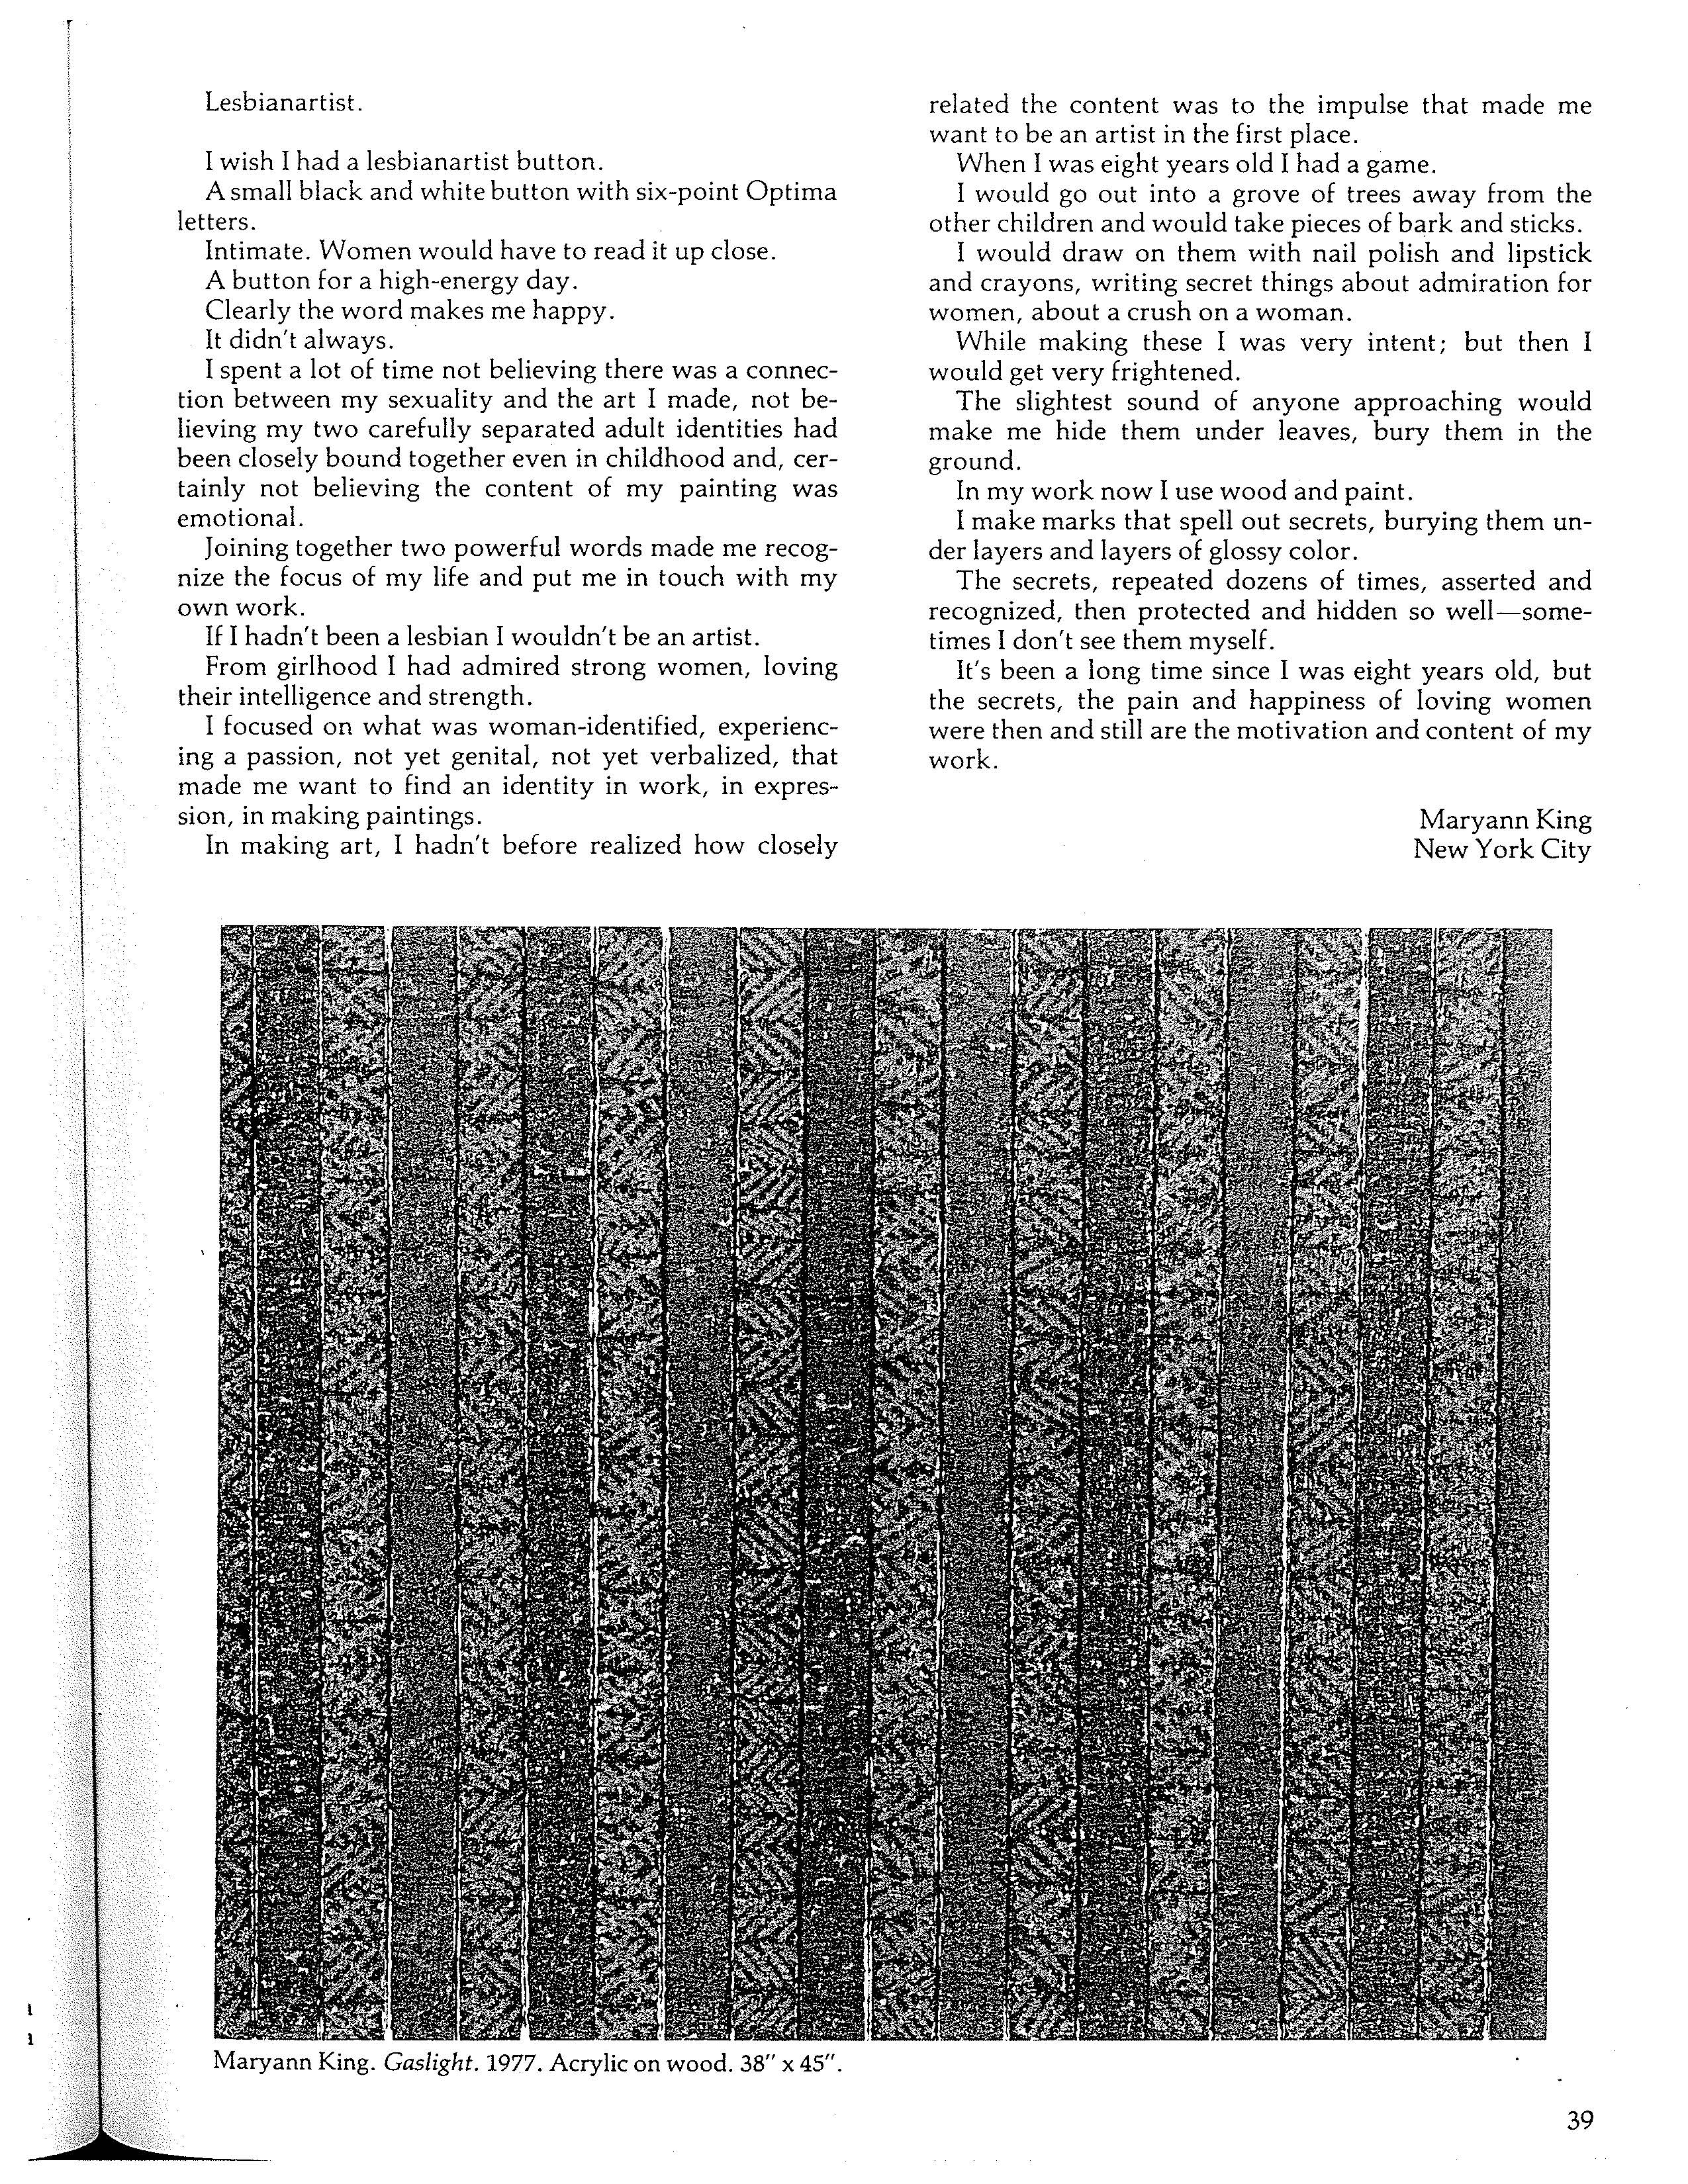 Lesbianartist.
I wish I had a lesbianartist button.
A small black and white button with six-point Optima
letters.
Intimate. Women would have to read it up close.
A button for a high-energy day.
Clearly the word makes me happy.
It didn't always.
I spent a lot of time not believing there was a connec-
tion between my sexuality and the art I made, not be-
lieving my two carefully separated adult identities had
been closely bound together even in childhood and, cer-
tainly not believing the content of my painting was
emotional.
Joining together two powerful words made me recog-
nize the focus of my life and put me in touch with my
own work.
If I hadn't been a lesbian I wouldn't be an artist.
From girlhood I had admired strong women, loving
their intelligence and strength.
I focused on what was woman-identified, experienc-
ing a passion, not yet genital, not yet verbalized, that
made me want to find an identity in work, in expres-
sion, in making paintings.
In making art, I hadn't before realized how closely
related the content was to the impulse that made me
want to be an artist in the first place.
When I was eight years old I had a game.
I would go out into a grove of trees away from the
other children and would take pieces of bark and sticks.
I would draw on them with nail polish and lipstick
and crayons, writing secret things about admiration for
women, about a crush on a woman.
While making these I was very intent; but then I
would get very frightened.
The slightest sound of anyone approaching would
make me hide them under leaves, bury them in the
ground.
In my work now I use wood and paint.
I make marks that spell out secrets, burying them un-
der layers and layers of glossy color.
The secrets, repeated dozens of times, asserted and
recognized, then protected and hidden so well—some-
times I don't see them myself.
It's been a long time since I was eight years old, but
the secrets, the pain and happiness of loving women
were then and still are the motivation and content of my
work.
Maryann King
New York City
Maryann King. Gaslight. 1977. Acrylic on wood. 38" x 45".
39